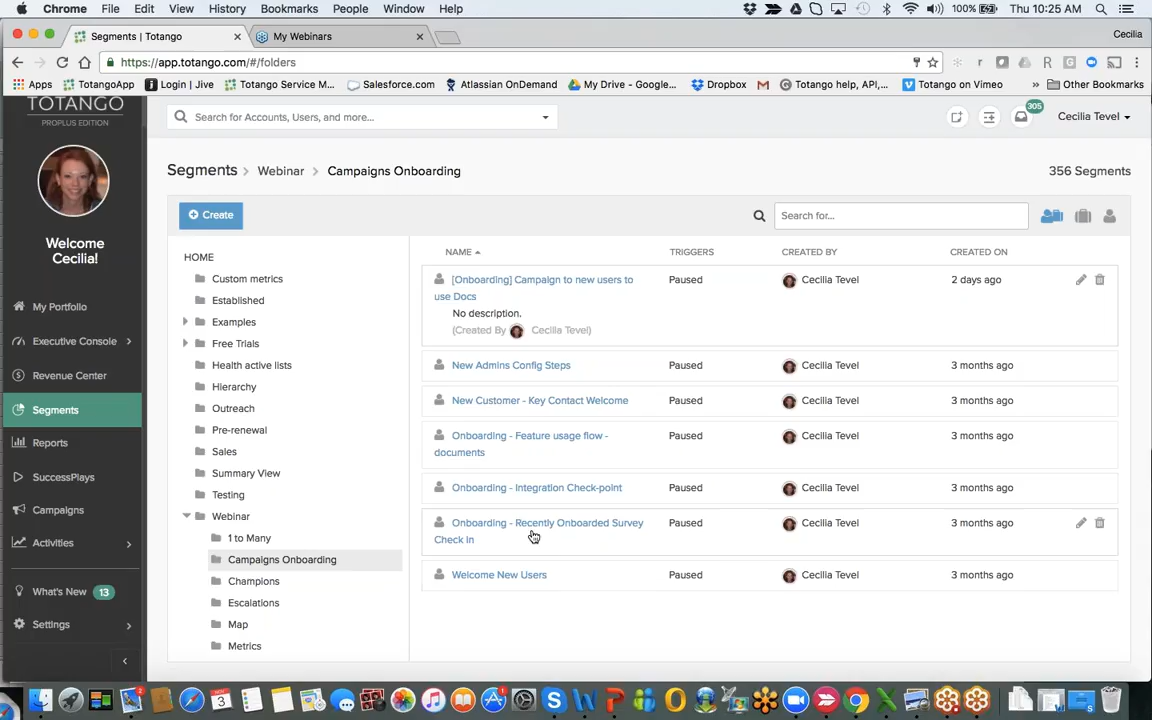 Chrome File Edit View History Bookmarks People Window Help 100% Thu 10:25 AM
Segments | Totango My Webinars Cecilia
https://app.totango.com/#/folders
Apps TotangoApp Login | Jive Totango Service M... Salesforce.com Atlassian OnDemand My Drive - Google... Dropbox Totango help, API,... Totango on Vimeo » Other Bookmarks
TOTANGO
PROPLUS EDITION
Search for Accounts, Users, and more...
305
Cecilia Tevel
Welcome
Cecilia!
My Portfolio
Executive Console
Revenue Center
Segments
Reports
SuccessPlays
Campaigns
Activities
What's New 13
Settings
Segments > Webinar > Campaigns Onboarding 356 Segments
Create
Search for...
HOME
Custom metrics
Established
Examples
Free Trials
Health active lists
Hierarchy
Outreach
Pre-renewal
Sales
Summary View
Testing
Webinar
1 to Many
Campaigns Onboarding
Champions
Escalations
Map
Metrics
NAME TRIGGERS CREATED BY CREATED ON
[Onboarding] Campaign to new users to Paused Cecilia Tevel 2 days ago
use Docs
No description.
(Created By Cecilia Tevel)
New Admins Config Steps Paused Cecilia Tevel 3 months ago
New Customer - Key Contact Welcome Paused Cecilia Tevel 3 months ago
Onboarding - Feature usage flow - Paused Cecilia Tevel 3 months ago
documents
Onboarding - Integration Check-point Paused Cecilia Tevel 3 months ago
Onboarding - Recently Onboarded Survey Paused Cecilia Tevel 3 months ago
Check In
Welcome New Users Paused Cecilia Tevel 3 months ago